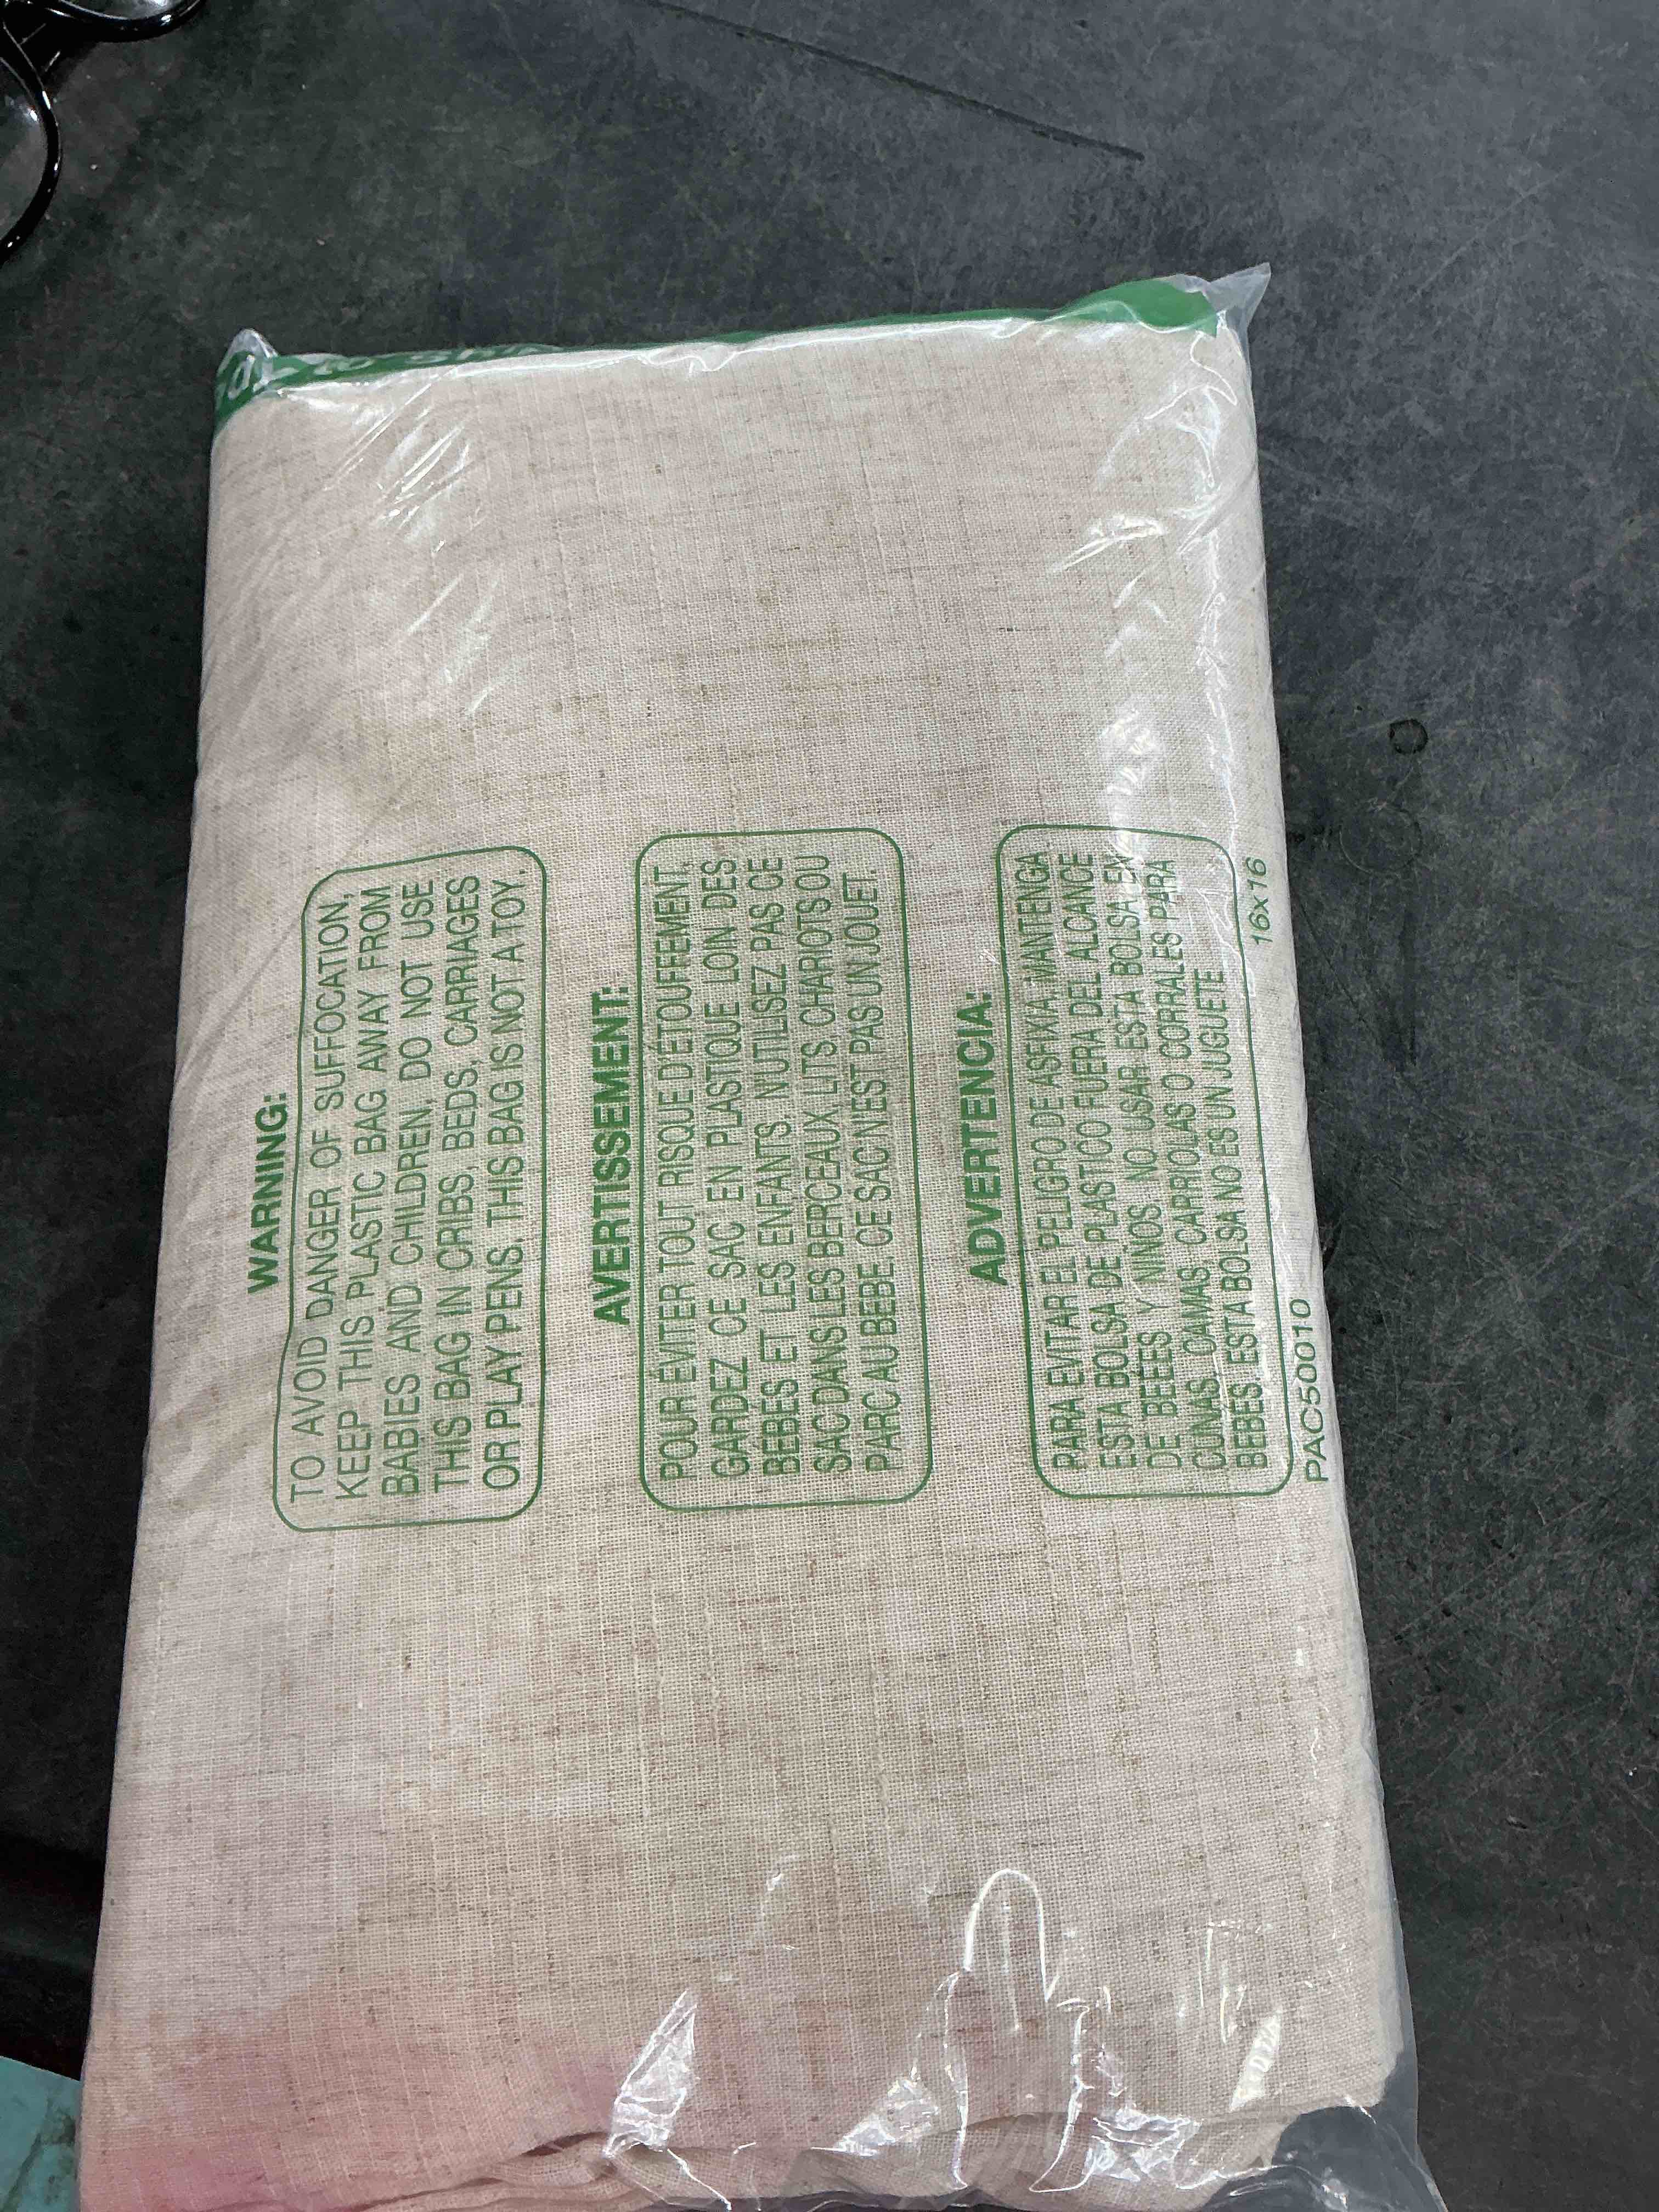 WARNING:
TO AVOID DANGER OF SUFFOCATION,
KEEP THIS PLASTIC BAG AWAY FROM
BABIES AND CHILDREN, DO NOT USE
THIS BAG IN CRIBS, BEDS, CARRIAGES
OR PLAY PENS. THIS BAG IS NOT A TOY.
AVERTISSEMENT:
POUR ÉVITER TOUT RISQUE D'ÉTOUFFEMENT,
GARDEZ CE SAC EN PLASTIQUE LOIN DES
BEBES ET LES ENFANTS. N'UTILISEZ PAS CE
SAC DANS LES BERCEAUX, LITS, CHARIOTS OU
PARC AU BEBE. CE SAC N'EST PAS UN JOUET.
ADVERTENCIA:
PARA EVITAR EL PELIGRO DE ASFIXIA, MANTENGA
ESTA BOLSA DE PLASTICO FUERA DEL ALCANCE
DE BEEES Y NIÑOS. NO USAR ESTA BOLSA EN
CUNAS, CAMAS, CARRIOLAS O CORRALES PARA
BEBES. ESTA BOLSA NO ES UN JUGUETE
PAC50010 16x16